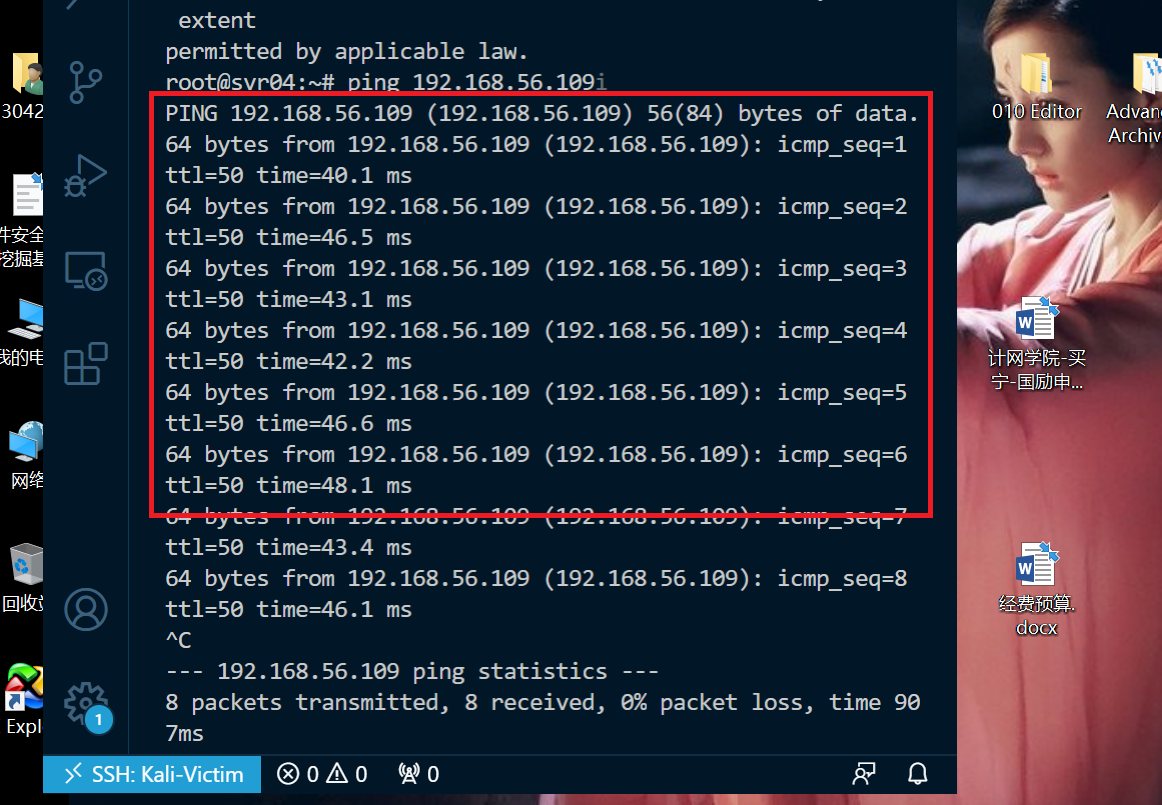 extent
permitted by applicable law.
root@svr04:~# ping 192.168.56.109i
PING 192.168.56.109 (192.168.56.109) 56(84) bytes of data.
64 bytes from 192.168.56.109 (192.168.56.109): icmp_seq=1
ttl=50 time=40.1 ms
64 bytes from 192.168.56.109 (192.168.56.109): icmp_seq=2
ttl=50 time=46.5 ms
64 bytes from 192.168.56.109 (192.168.56.109): icmp_seq=3
ttl=50 time=43.1 ms
64 bytes from 192.168.56.109 (192.168.56.109): icmp_seq=4
ttl=50 time=42.2 ms
64 bytes from 192.168.56.109 (192.168.56.109): icmp_seq=5
ttl=50 time=46.6 ms
64 bytes from 192.168.56.109 (192.168.56.109): icmp_seq=6
ttl=50 time=48.1 ms
64 bytes from 192.168.56.109 (192.168.56.109): icmp_seq=7
ttl=50 time=43.4 ms
64 bytes from 192.168.56.109 (192.168.56.109): icmp_seq=8
ttl=50 time=46.1 ms
^C
--- 192.168.56.109 ping statistics ---
8 packets transmitted, 8 received, 0% packet loss, time 90
7ms
SSH: Kali-Victim
0
0
0
1
3042
件安全
挖掘基
我的电
网络
回收站
Expl
010 Editor
Advan
Archiv
W
计网学院-买
宁-国励申...
W
经费预算.
docx